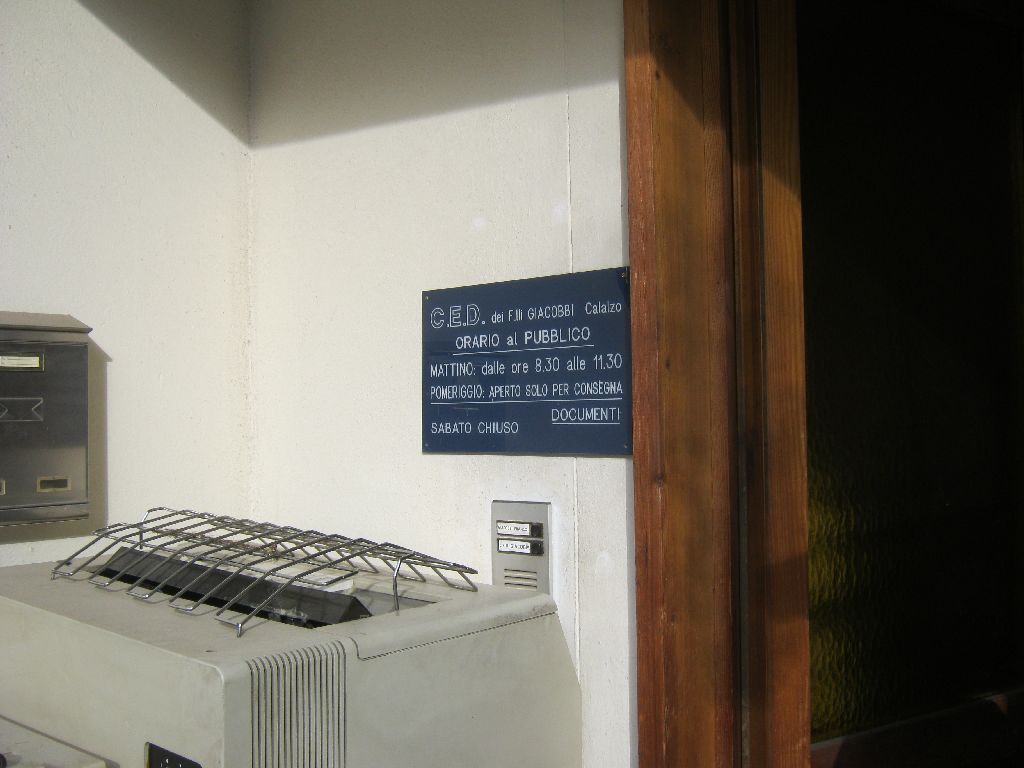 C.E.D. dei F.lli GIACOBBI Calalzo
ORARIO al PUBBLICO
MATTINO: dalle ore 8.30 alle 11.30
POMERIGGIO: APERTO SOLO PER CONSEGNA
DOCUMENTI
SABATO CHIUSO